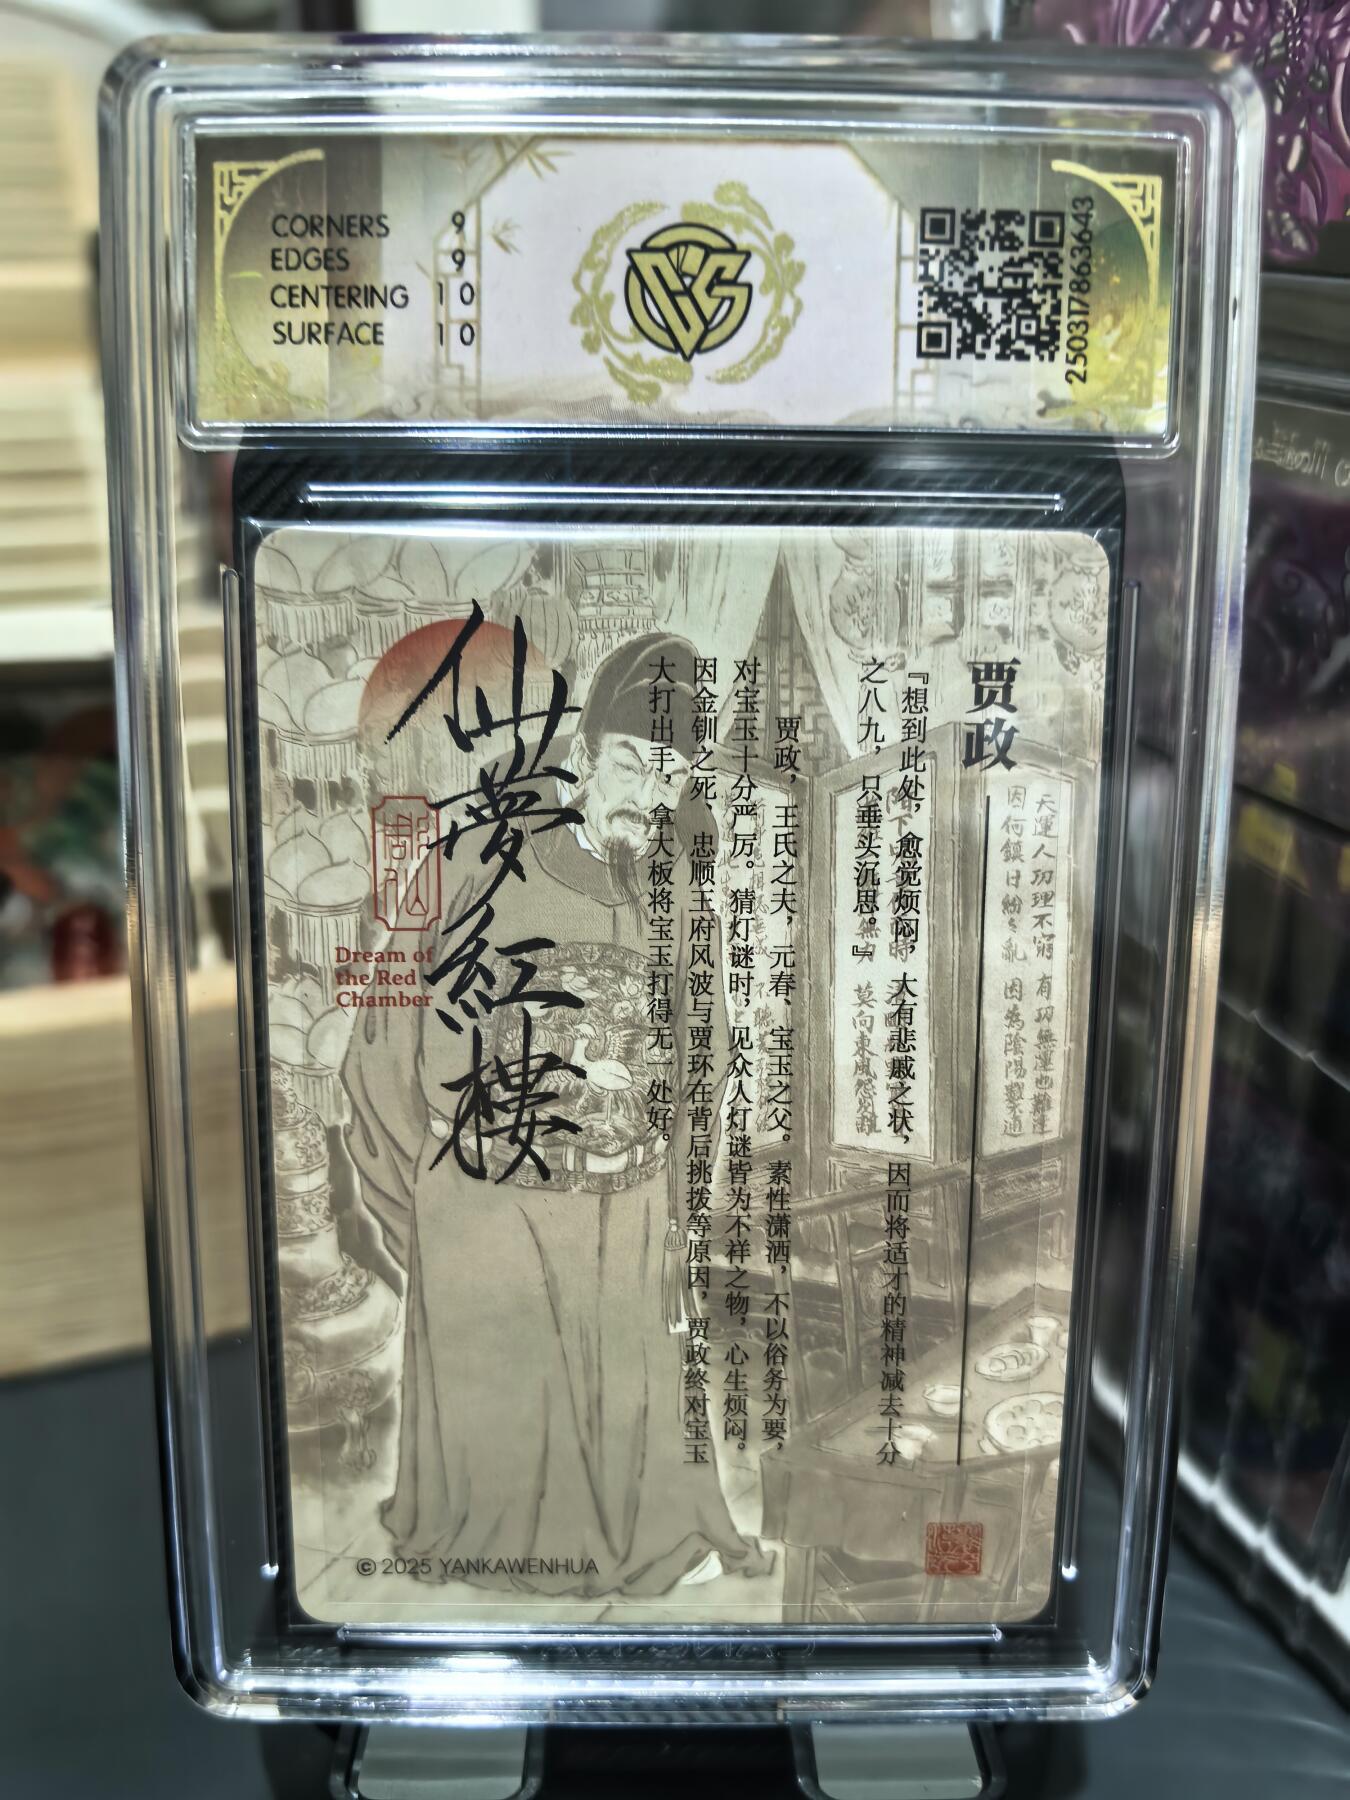 CORNERS 9
EDGES 9
CENTERING 10
SURFACE 10
CCS
250317863643
贾政
『想到此处，愈觉烦闷，大有悲戚之状，因而将适才的精神减去十分
之八九，只垂头沉思。』
贾政，王氏之夫，元春、宝玉之父。素性潇洒，不以俗务为要，
对宝玉十分严厉。猜灯谜时，见众人灯谜皆为不祥之物，心生烦闷。
因金钏之死、忠顺王府风波与贾环在背后挑拨等原因，贾政终对宝玉
大打出手，拿大板将宝玉打得无一处好。
仙夢紅樓
Dream of
the Red
Chamber
天運人功理不窮 有功無運也難逢
因何鎮日紛々亂 因為陰陽數不通
莫向東風怨別離
© 2025 YANKAWENHUA